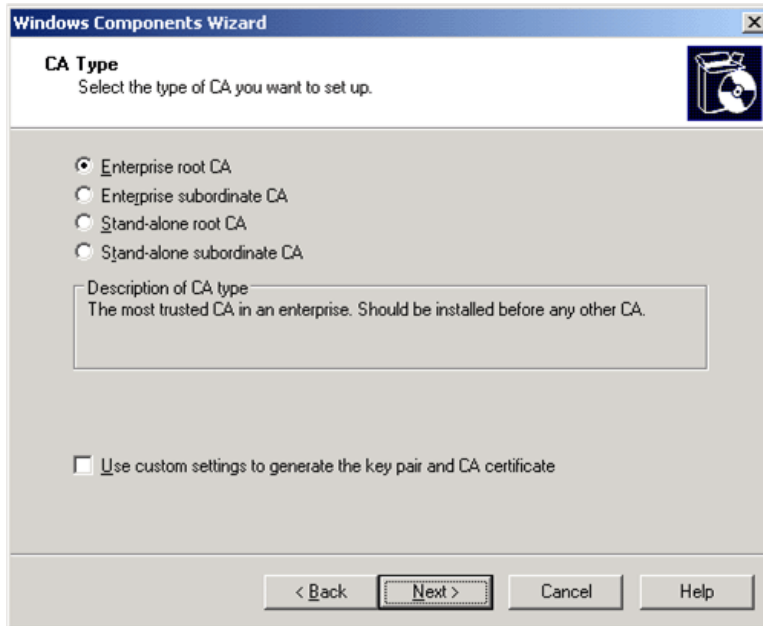 Windows Components Wizard
CA Type
Select the type of CA you want to set up.
Enterprise root CA
Enterprise subordinate CA
Stand-alone root CA
Stand-alone subordinate CA
Description of CA type
The most trusted CA in an enterprise. Should be installed before any other CA.
Use custom settings to generate the key pair and CA certificate
< Back Next > Cancel Help